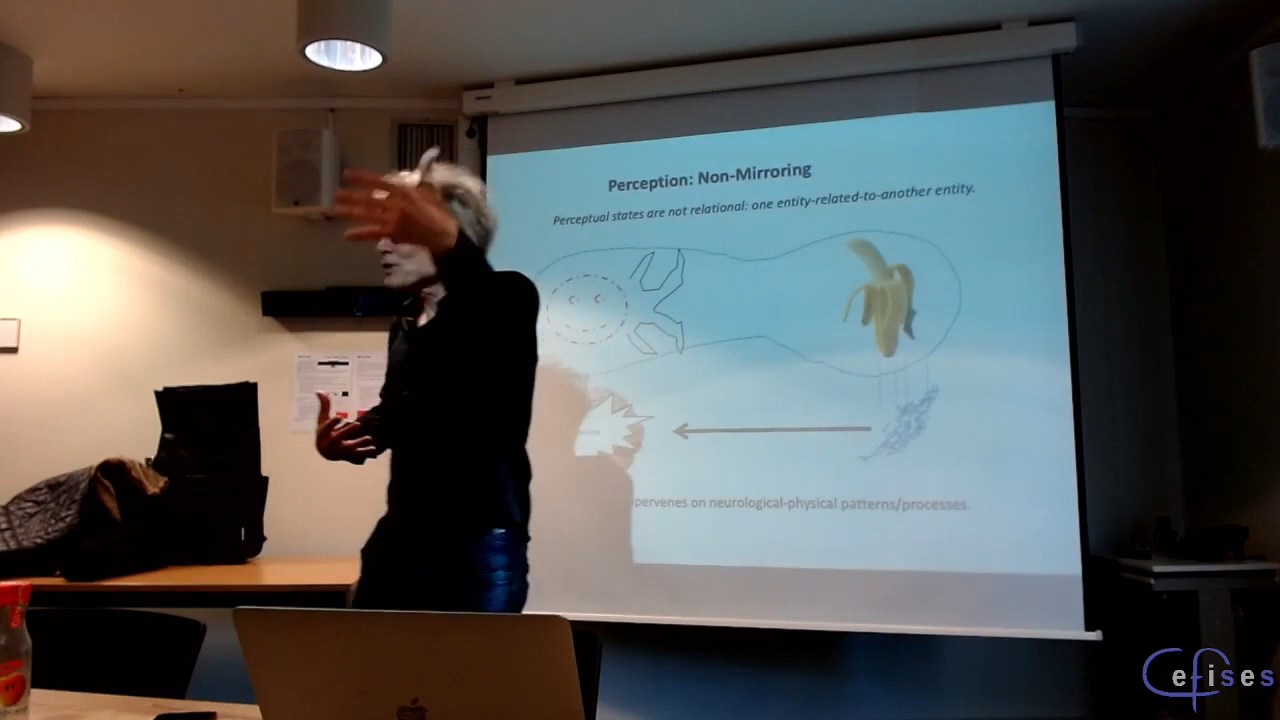 Perception: Non-Mirroring
Perceptual states are not relational: one entity-related-to-another entity.
pervenes on neurological-physical patterns/processes.
efises